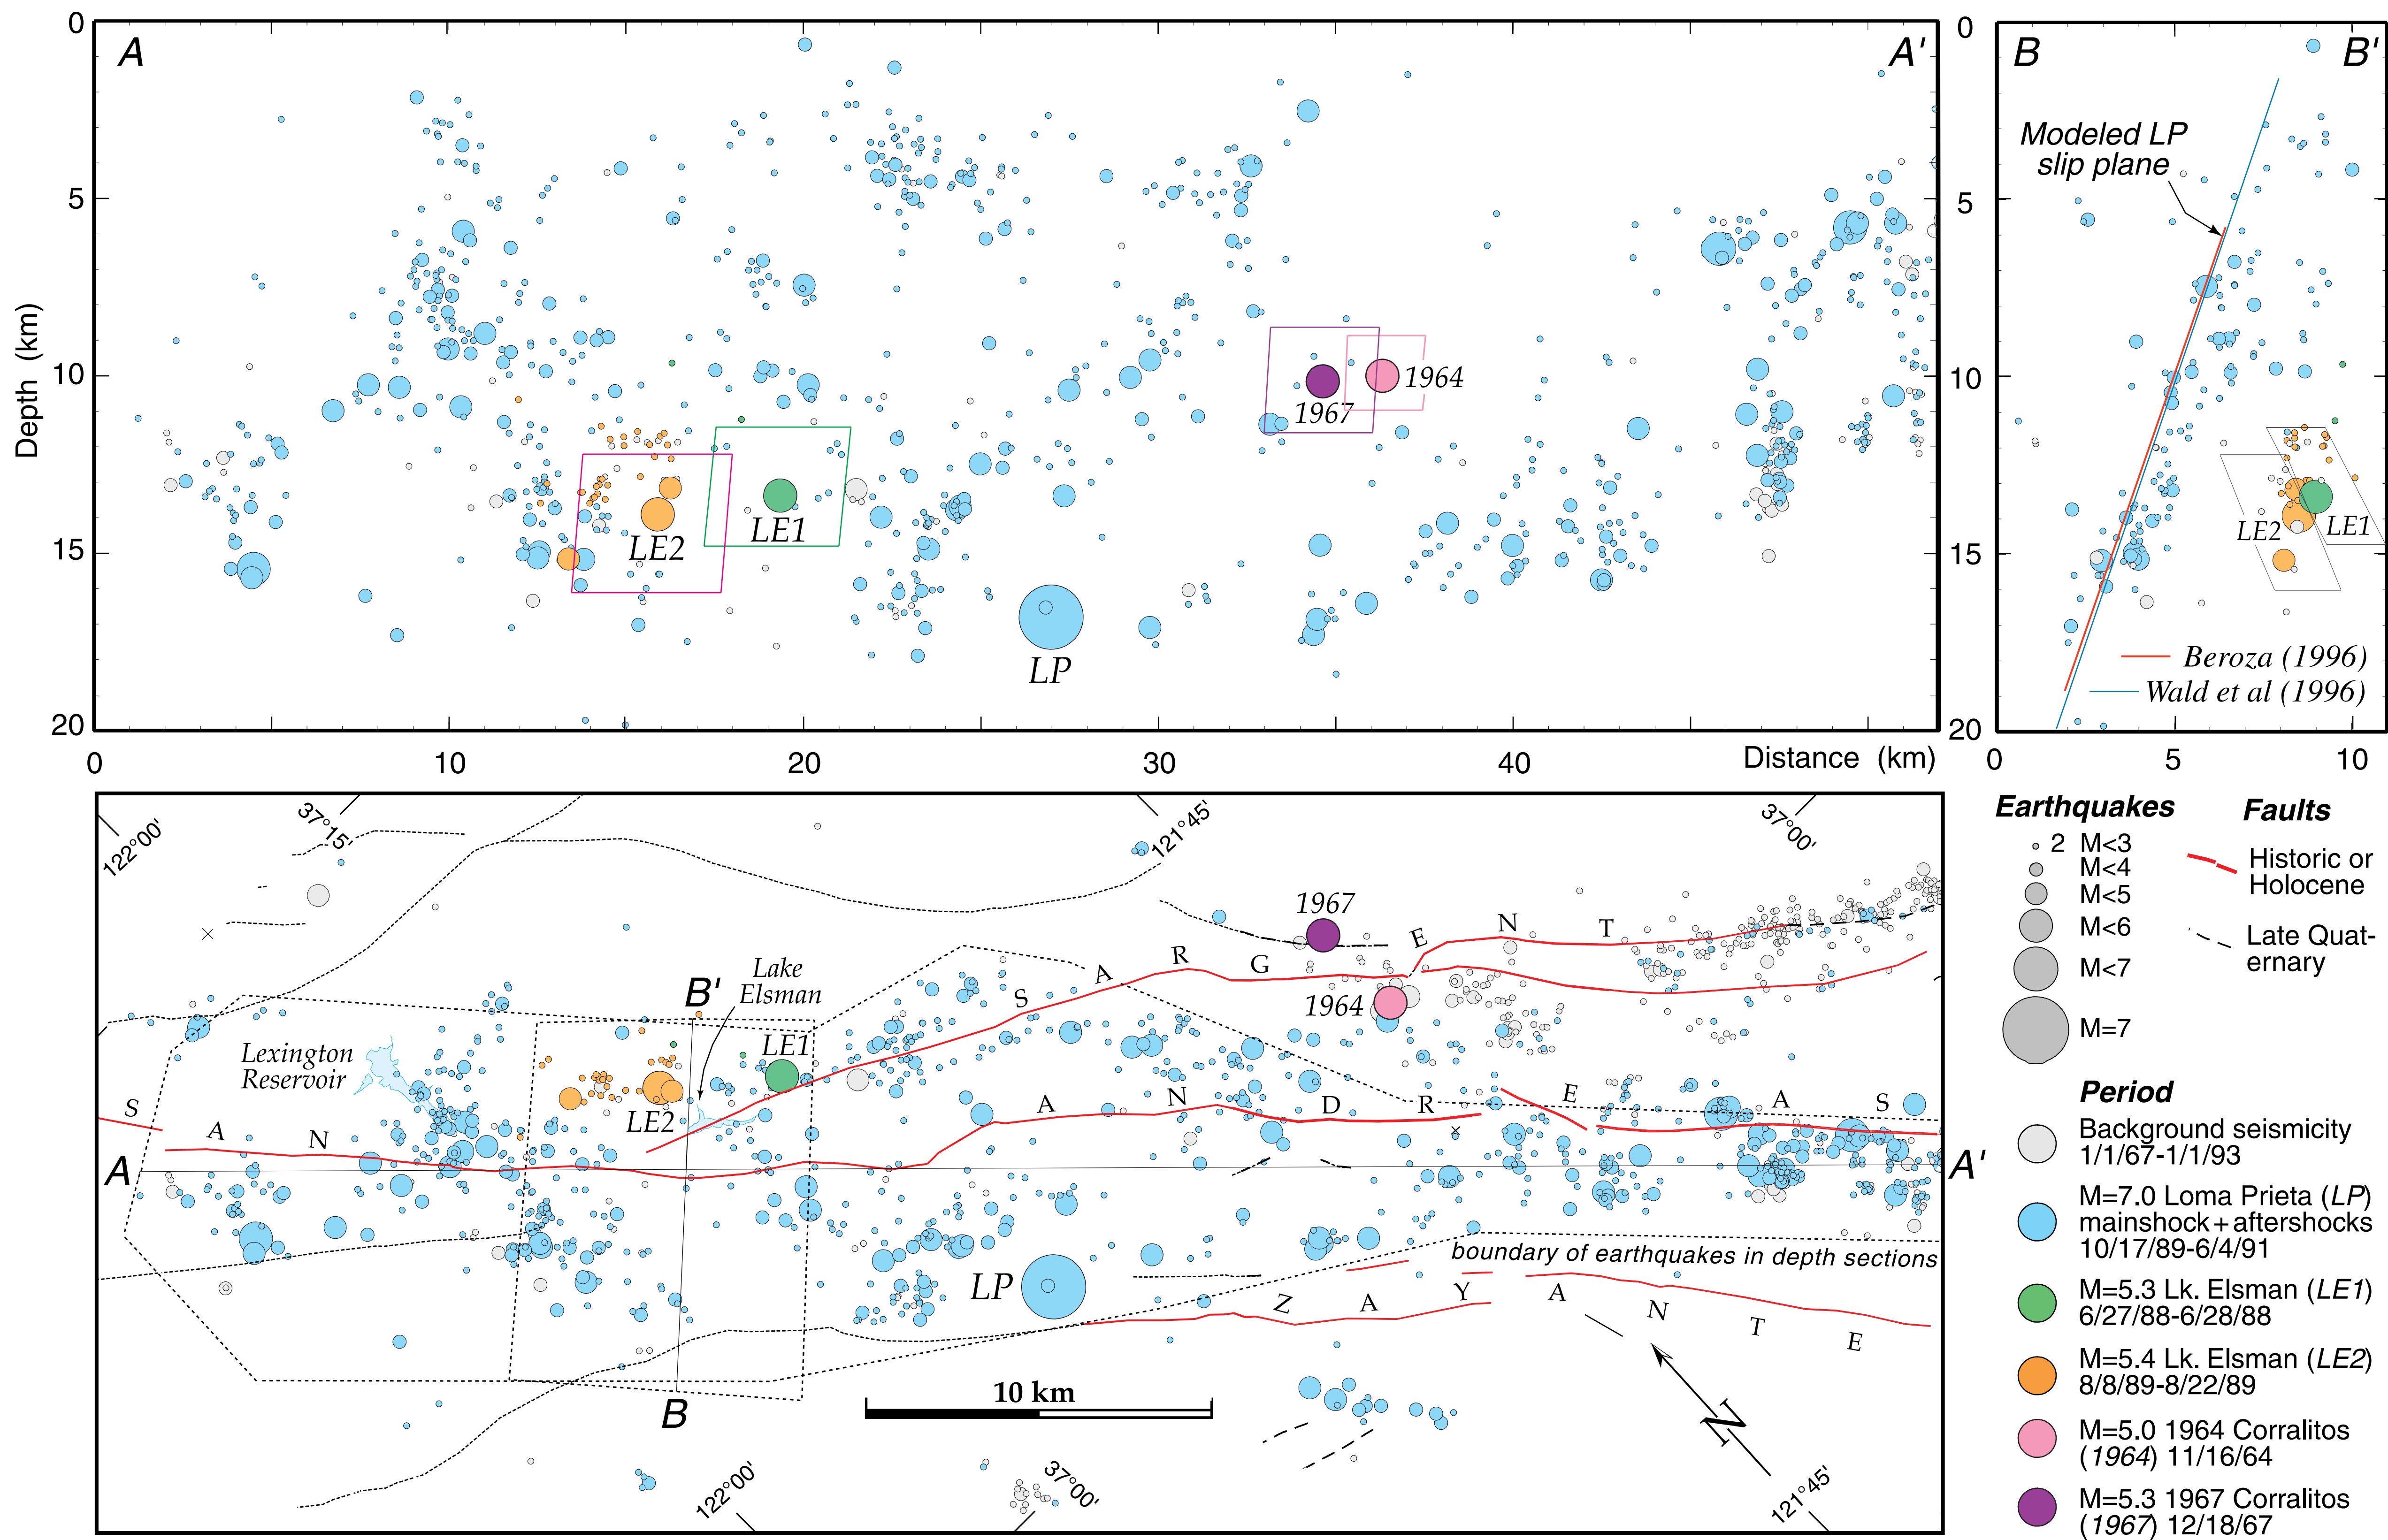 A
A'
0
5
10
15
20
Depth (km)
1967
1964
LE2
LE1
LP
0
10
20
30
40
Distance (km)
B
B'
0
5
10
15
20
Modeled LP
slip plane
LE2
LE1
Beroza (1996)
Wald et al (1996)
0
5
10
122°00'
37°15'
121°45'
37°00'
1967
1964
S A R G E N T
B'
Lake
Elsman
LE1
Lexington
Reservoir
LE2
S A N A N D R E A S
A
A'
boundary of earthquakes in depth sections
LP
Z A Y A N T E
10 km
B
N
122°00'
37°00'
121°45'
Earthquakes
2 M<3
M<4
M<5
M<6
M<7
M=7
Faults
Historic or
Holocene
Late Quat-
ernary
Period
Background seismicity
1/1/67-1/1/93
M=7.0 Loma Prieta (LP)
mainshock+aftershocks
10/17/89-6/4/91
M=5.3 Lk. Elsman (LE1)
6/27/88-6/28/88
M=5.4 Lk. Elsman (LE2)
8/8/89-8/22/89
M=5.0 1964 Corralitos
(1964) 11/16/64
M=5.3 1967 Corralitos
(1967) 12/18/67